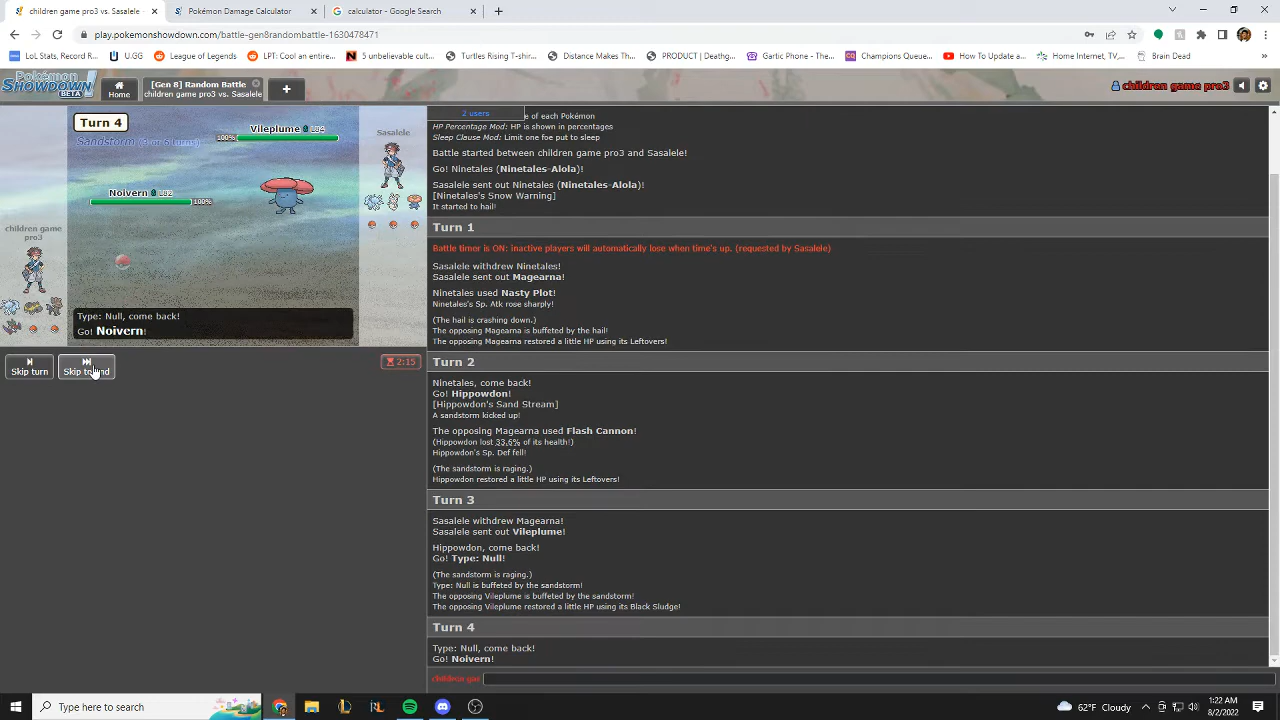 children game pro3 vs. Sasalele
Pokémon Damage Calculator
calculator - Google Search
play.pokemonshowdown.com/battle-gen8randombattle-1630478471
LoL Stats, Record R...
U.GG
League of Legends
LPT: Cool an entire...
5 unbelievable cult...
Turtles Rising T-shir...
Distance Makes Th...
PRODUCT | Deathg...
Gartic Phone - The...
Champions Queue...
How To Update a...
Home Internet, TV,...
Brain Dead
Pokémon
SHOWDOWN
BETA
Home
[Gen 8] Random Battle
children game pro3 vs. Sasalele
children game pro3
Turn 4
Vileplume L84
100%
Noivern L82
100%
Sasalele
children game
pro3
Type: Null, come back!
Go! Noivern!
Skip turn
2:15
2 users
e of each Pokémon
HP Percentage Mod: HP is shown in percentages
Sleep Clause Mod: Limit one foe put to sleep
Battle started between children game pro3 and Sasalele!
Go! Ninetales (Ninetales-Alola)!
Sasalele sent out Ninetales (Ninetales-Alola)!
[Ninetales's Snow Warning]
It started to hail!
Turn 1
Battle timer is ON: inactive players will automatically lose when time's up. (requested by Sasalele)
Sasalele withdrew Ninetales!
Sasalele sent out Magearna!
Ninetales used Nasty Plot!
Ninetales's Sp. Atk rose sharply!
(The hail is crashing down.)
The opposing Magearna is buffeted by the hail!
The opposing Magearna restored a little HP using its Leftovers!
Turn 2
Ninetales, come back!
Go! Hippowdon!
[Hippowdon's Sand Stream]
A sandstorm kicked up!
The opposing Magearna used Flash Cannon!
(Hippowdon lost 33.6% of its health!)
Hippowdon's Sp. Def fell!
(The sandstorm is raging.)
Hippowdon restored a little HP using its Leftovers!
Turn 3
Sasalele withdrew Magearna!
Sasalele sent out Vileplume!
Hippowdon, come back!
Go! Type: Null!
(The sandstorm is raging.)
Type: Null is buffeted by the sandstorm!
The opposing Vileplume is buffeted by the sandstorm!
The opposing Vileplume restored a little HP using its Black Sludge!
Turn 4
Type: Null, come back!
Go! Noivern!
Type here to search
62°F Cloudy
1:22 AM
8/2/2022